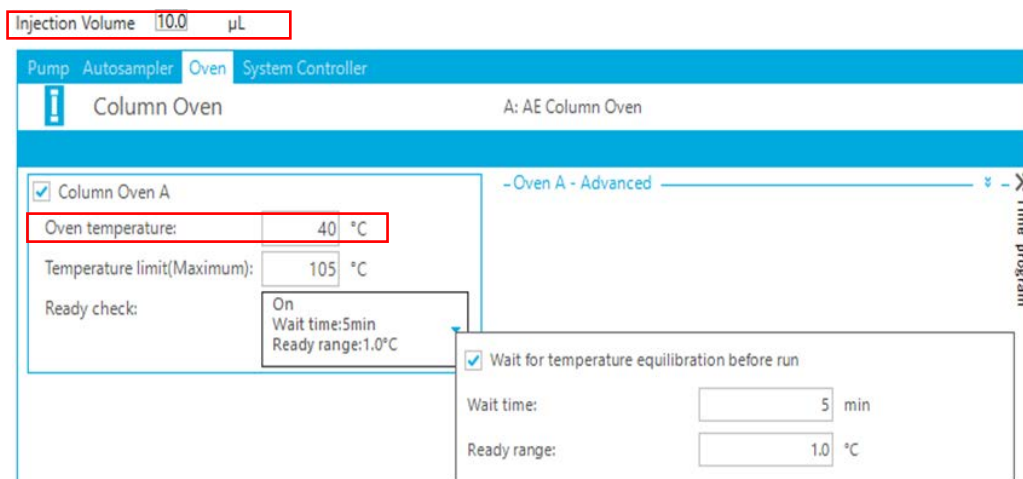 Injection Volume 10.0 µL
Pump Autosampler Oven System Controller
Column Oven A: AE Column Oven
Column Oven A
Oven A - Advanced
Oven temperature: 40 °C
Temperature limit(Maximum): 105 °C
Ready check: On
Wait time:5min
Ready range:1.0°C
Time program
Wait for temperature equilibration before run
Wait time: 5 min
Ready range: 1.0 °C